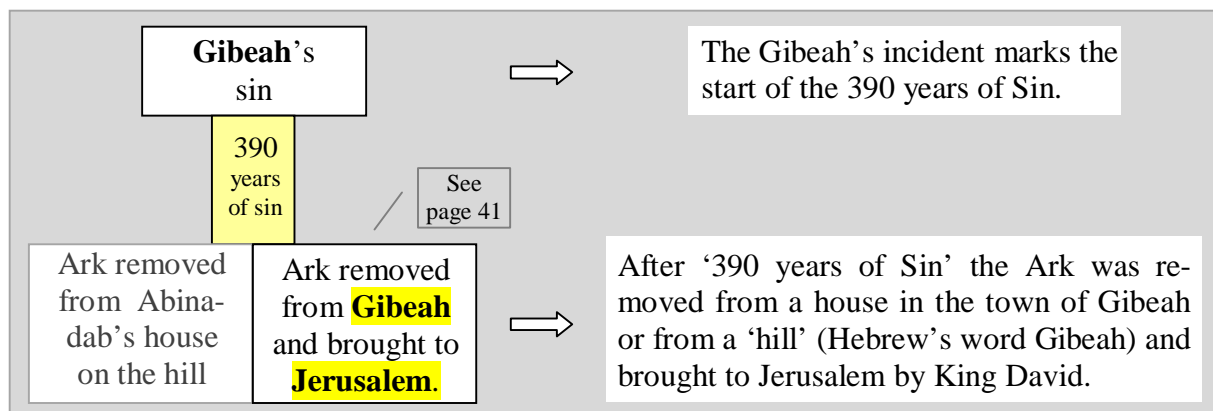 Gibeah's
sin
The Gibeah's incident marks the
start of the 390 years of Sin.
390
years
of sin
See
page 41
Ark removed
from Abina-
dab's house
on the hill
Ark removed
from Gibeah
and brought to
Jerusalem.
After ‘390 years of Sin’ the Ark was re-
moved from a house in the town of Gibeah
or from a ‘hill’ (Hebrew's word Gibeah) and
brought to Jerusalem by King David.